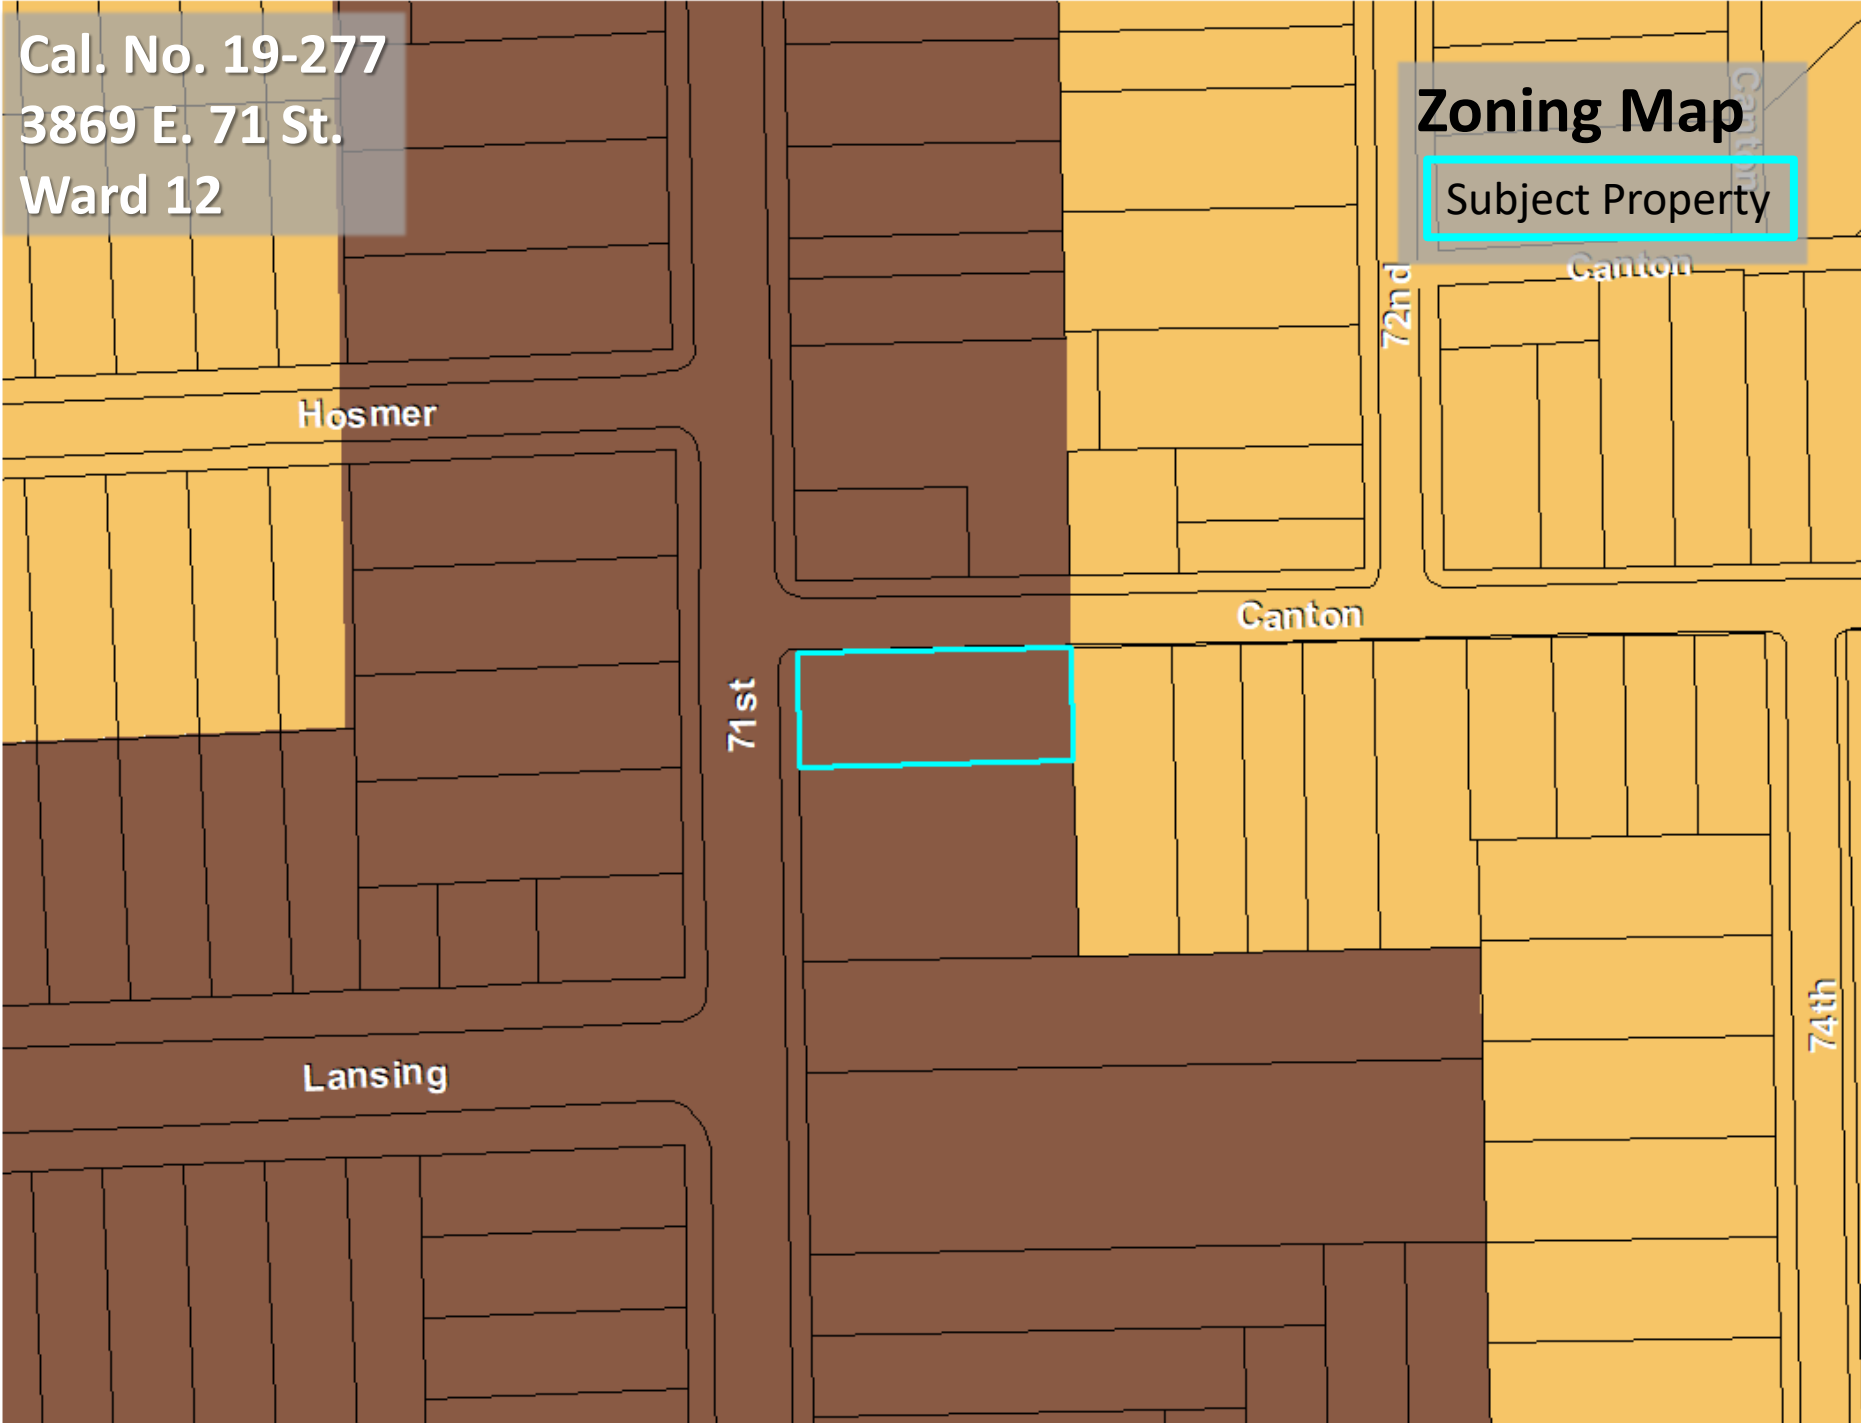 Cal. No. 19-277
3869 E. 71 St.
Ward 12
Zoning Map
Subject Property
Canton
Canton
72nd
Hosmer
Canton
71st
74th
Lansing